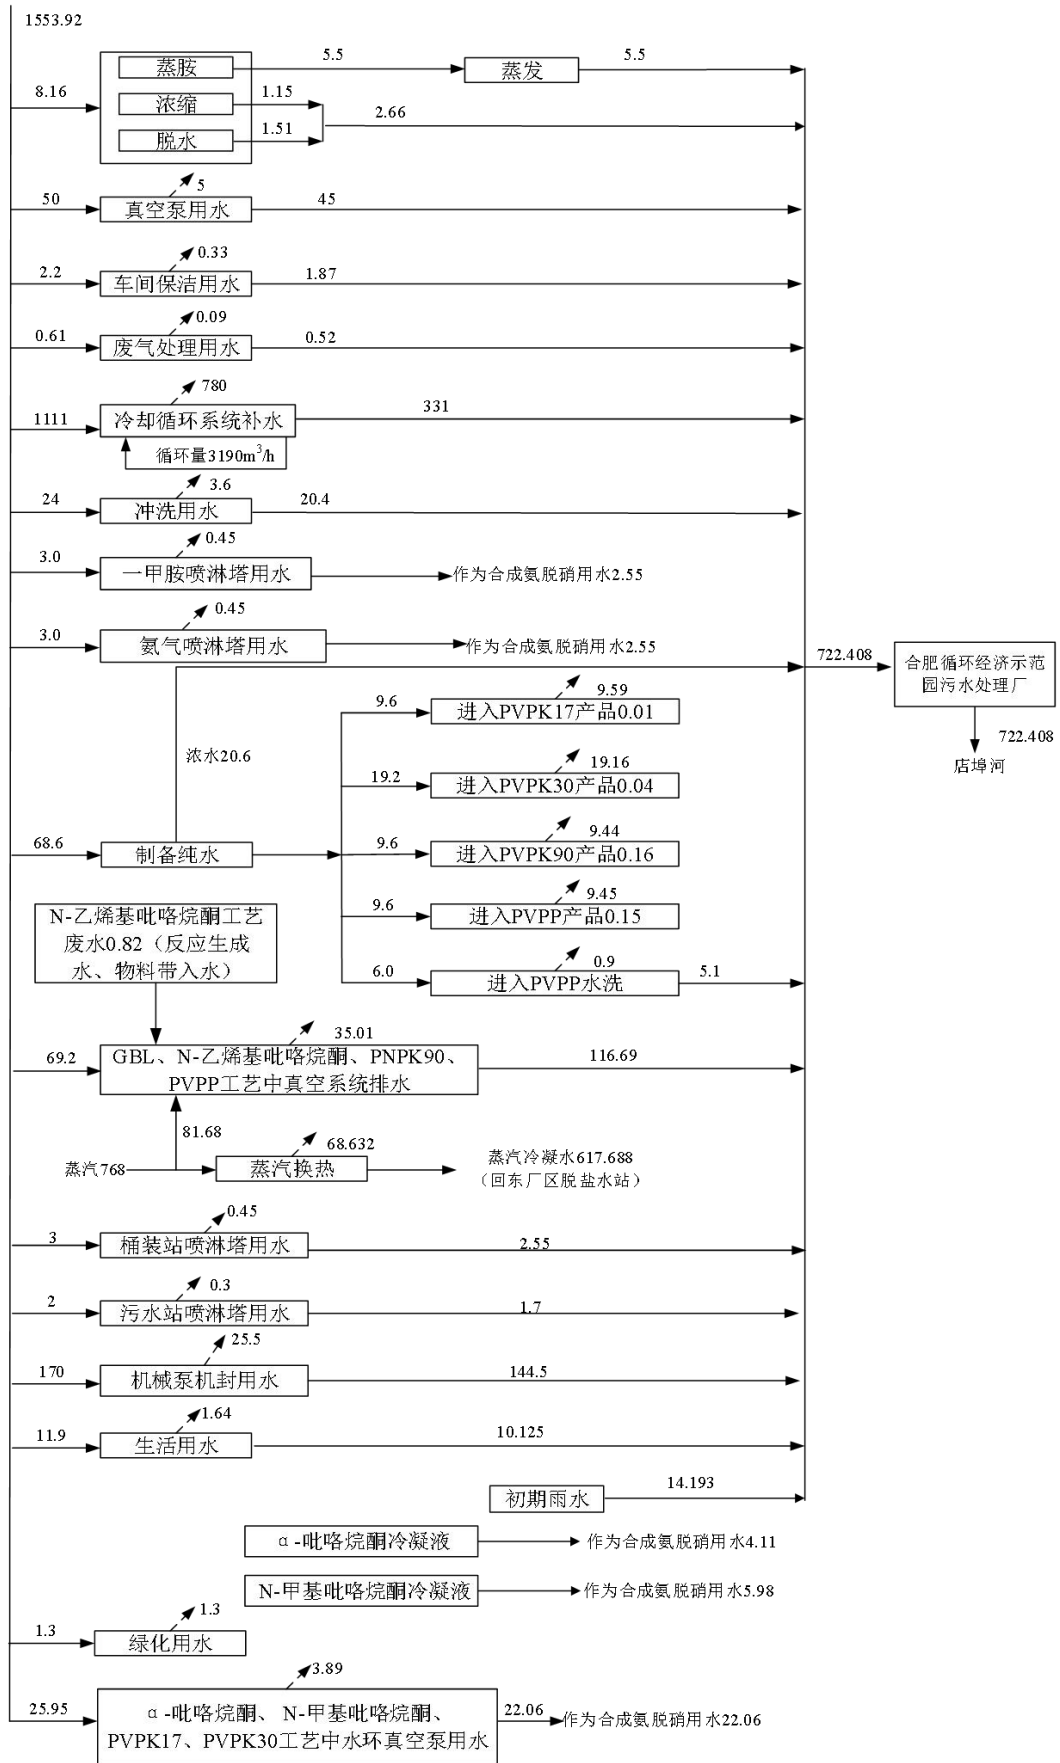 1553.92
8.16
蒸胺
5.5
蒸发
5.5
浓缩
1.15
脱水
1.51
2.66
50
5
真空泵用水
45
2.2
0.33
车间保洁用水
1.87
0.61
0.09
废气处理用水
0.52
1111
780
冷却循环系统补水
331
循环量3190m³/h
24
3.6
冲洗用水
20.4
3.0
0.45
一甲胺喷淋塔用水
作为合成氨脱硝用水2.55
3.0
0.45
氨气喷淋塔用水
作为合成氨脱硝用水2.55
722.408
合肥循环经济示范
园污水处理厂
722.408
店埠河
浓水20.6
68.6
制备纯水
9.6
9.59
进入PVPK17产品0.01
19.2
19.16
进入PVPK30产品0.04
9.6
9.44
进入PVPK90产品0.16
9.6
9.45
进入PVPP产品0.15
6.0
0.9
进入PVPP水洗
5.1
N-乙烯基吡咯烷酮工艺
废水0.82（反应生成
水、物料带入水）
69.2
35.01
GBL、N-乙烯基吡咯烷酮、PNPK90、
PVPP工艺中真空系统排水
116.69
81.68
蒸汽768
68.632
蒸汽换热
蒸汽冷凝水617.688
（回东厂区脱盐水站）
3
0.45
桶装站喷淋塔用水
2.55
2
0.3
污水站喷淋塔用水
1.7
170
25.5
机械泵机封用水
144.5
11.9
1.64
生活用水
10.125
初期雨水
14.193
α-吡咯烷酮冷凝液
作为合成氨脱硝用水4.11
N-甲基吡咯烷酮冷凝液
作为合成氨脱硝用水5.98
1.3
1.3
绿化用水
25.95
3.89
α-吡咯烷酮、N-甲基吡咯烷酮、
PVPK17、PVPK30工艺中水环真空泵用水
22.06
作为合成氨脱硝用水22.06